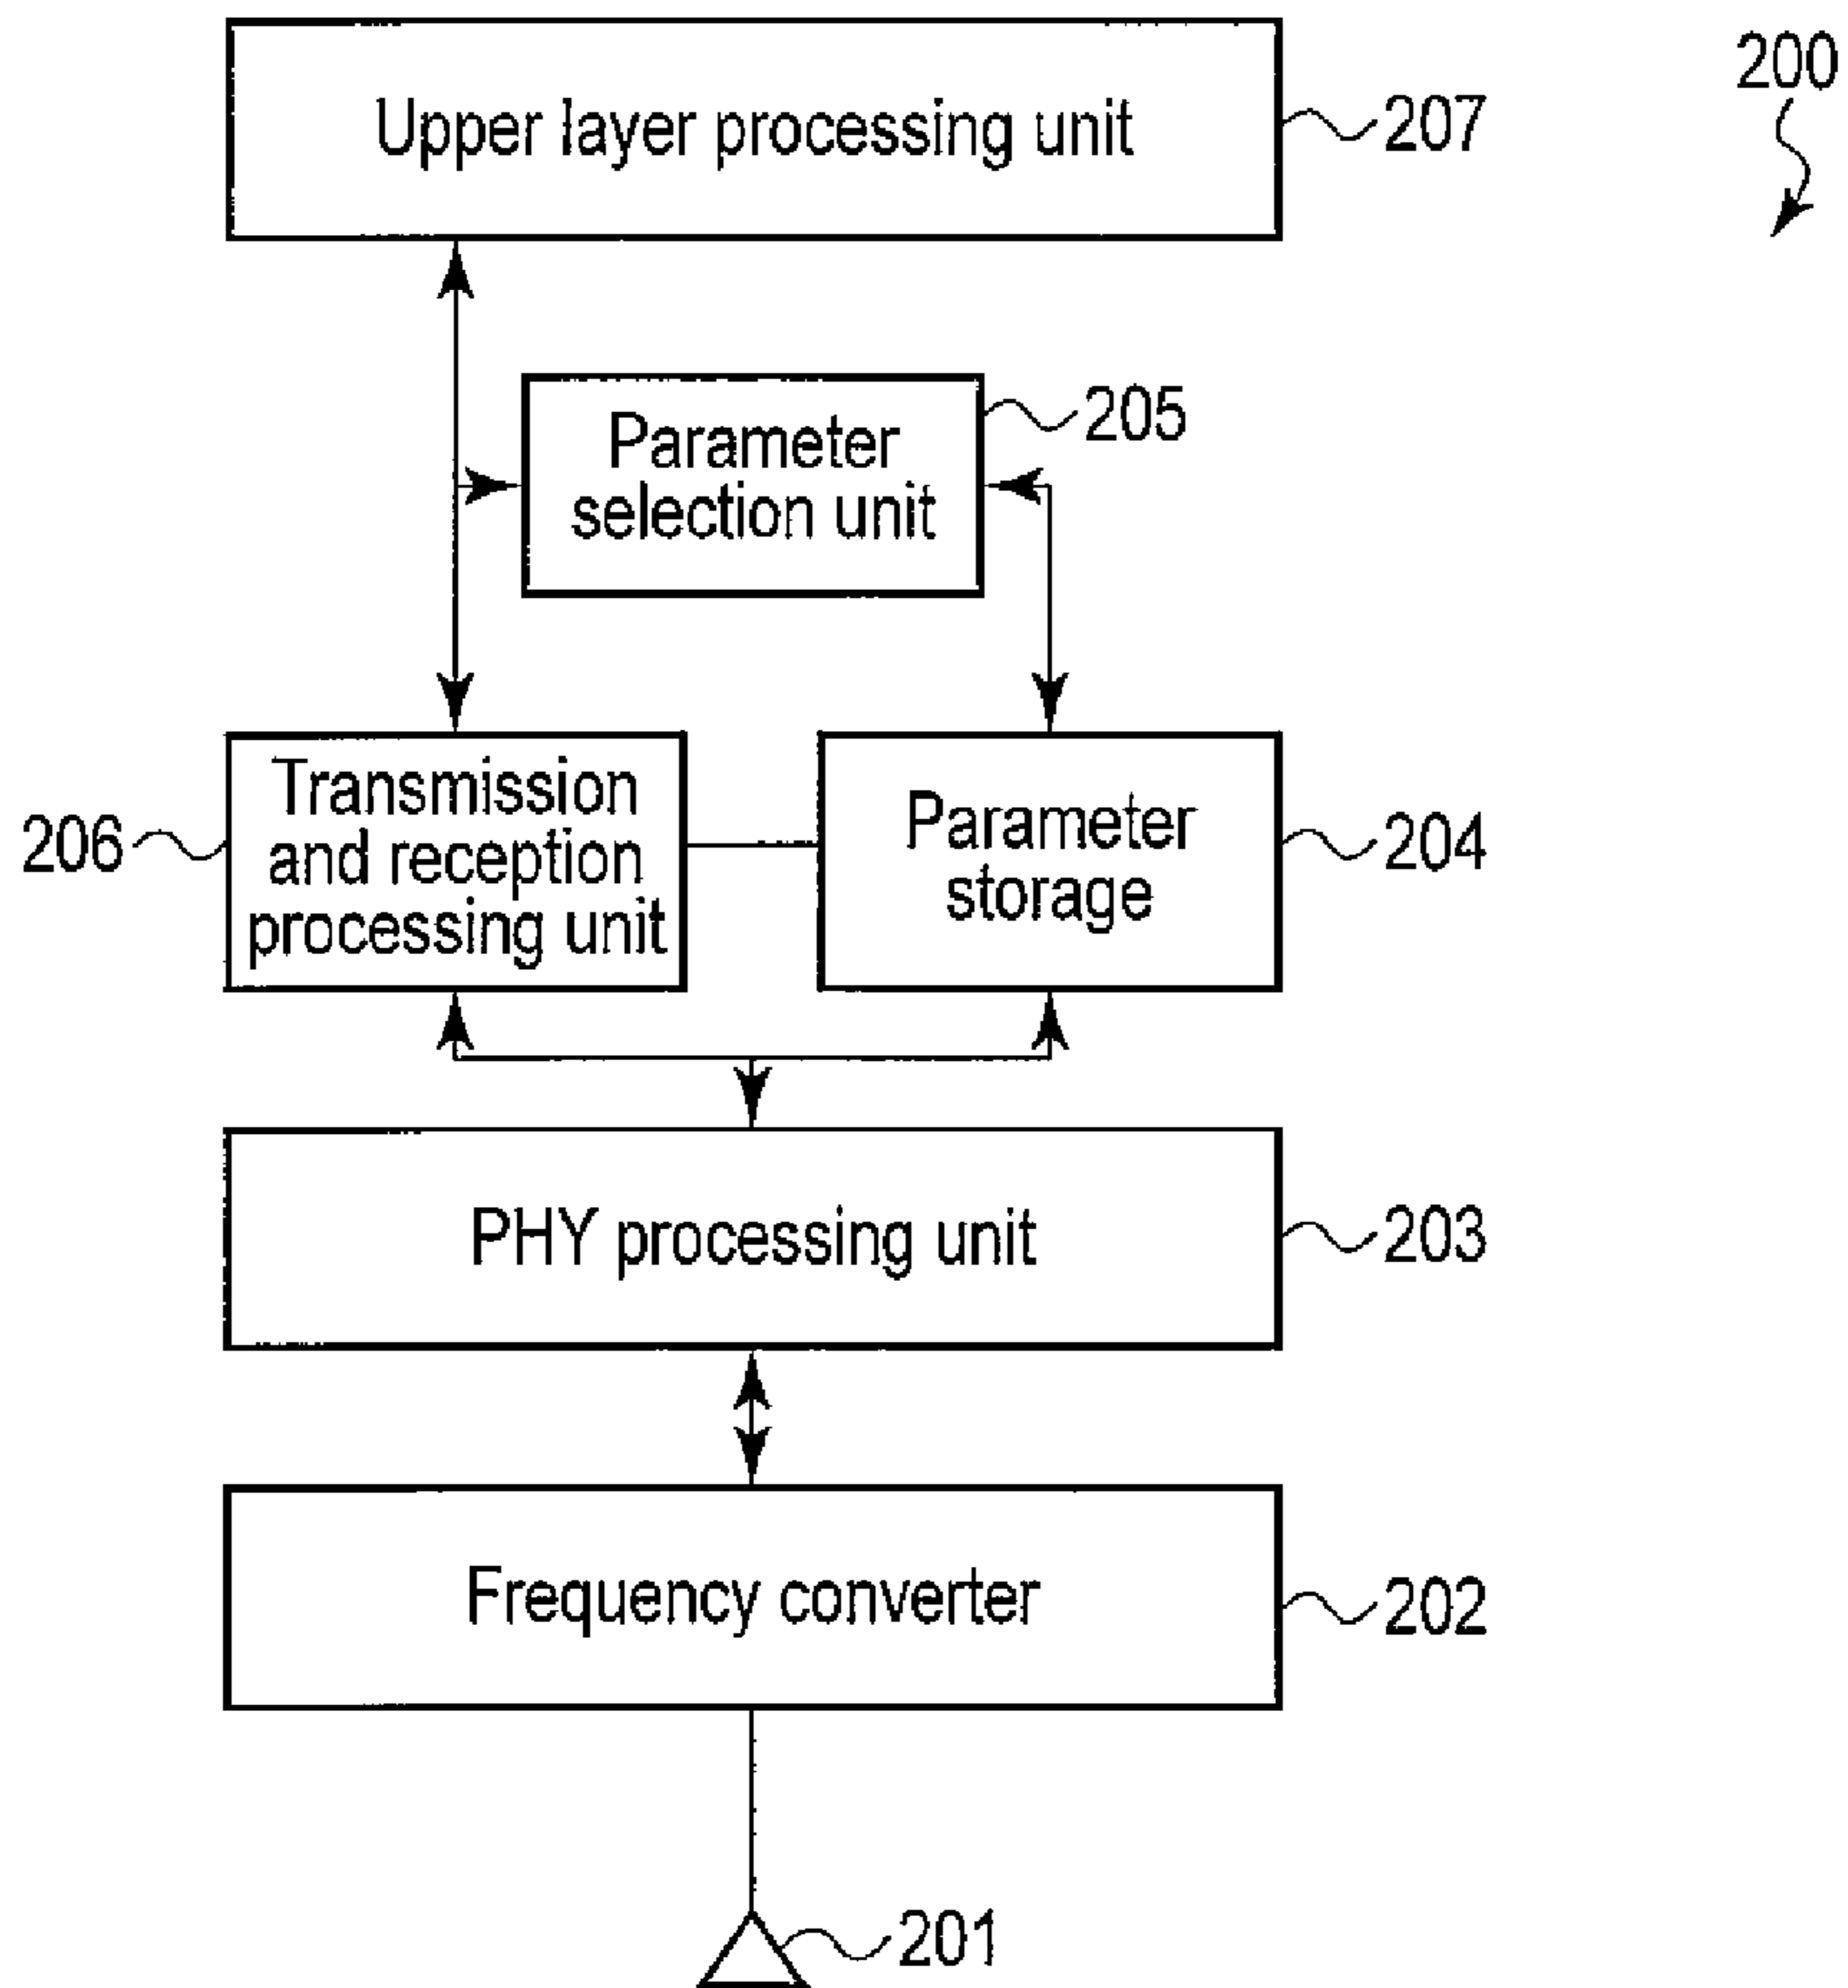 200
Upper layer processing unit
207
Parameter
selection unit
205
Transmission
and reception
processing unit
206
Parameter
storage
204
PHY processing unit
203
Frequency converter
202
201